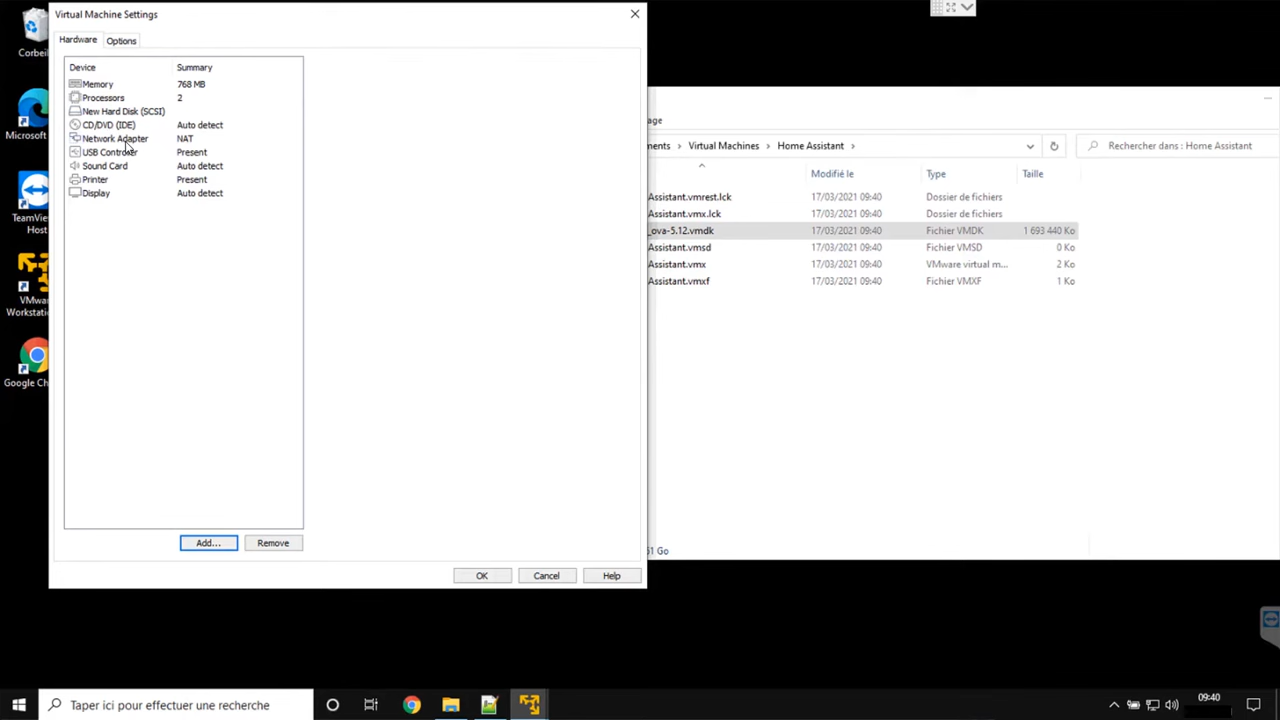 Virtual Machine Settings
Hardware
Options
Device Summary
Memory 768 MB
Processors 2
New Hard Disk (SCSI)
CD/DVD (IDE) Auto detect
Network Adapter NAT
USB Controller Present
Sound Card Auto detect
Printer Present
Display Auto detect
Add...
Remove
OK
Cancel
Help
Corbeil
Microsoft
TeamView
Host
VMware
Workstati
Google Ch
age
ments
Virtual Machines
Home Assistant
Rechercher dans : Home Assistant
Modifié le Type Taille
Assistant.vmrest.lck 17/03/2021 09:40 Dossier de fichiers
Assistant.vmx.lck 17/03/2021 09:40 Dossier de fichiers
_ova-5.12.vmdk 17/03/2021 09:40 Fichier VMDK 1 693 440 Ko
Assistant.vmsd 17/03/2021 09:40 Fichier VMSD 0 Ko
Assistant.vmx 17/03/2021 09:40 VMware virtual m... 2 Ko
Assistant.vmxf 17/03/2021 09:40 Fichier VMXF 1 Ko
Go
Taper ici pour effectuer une recherche
09:40